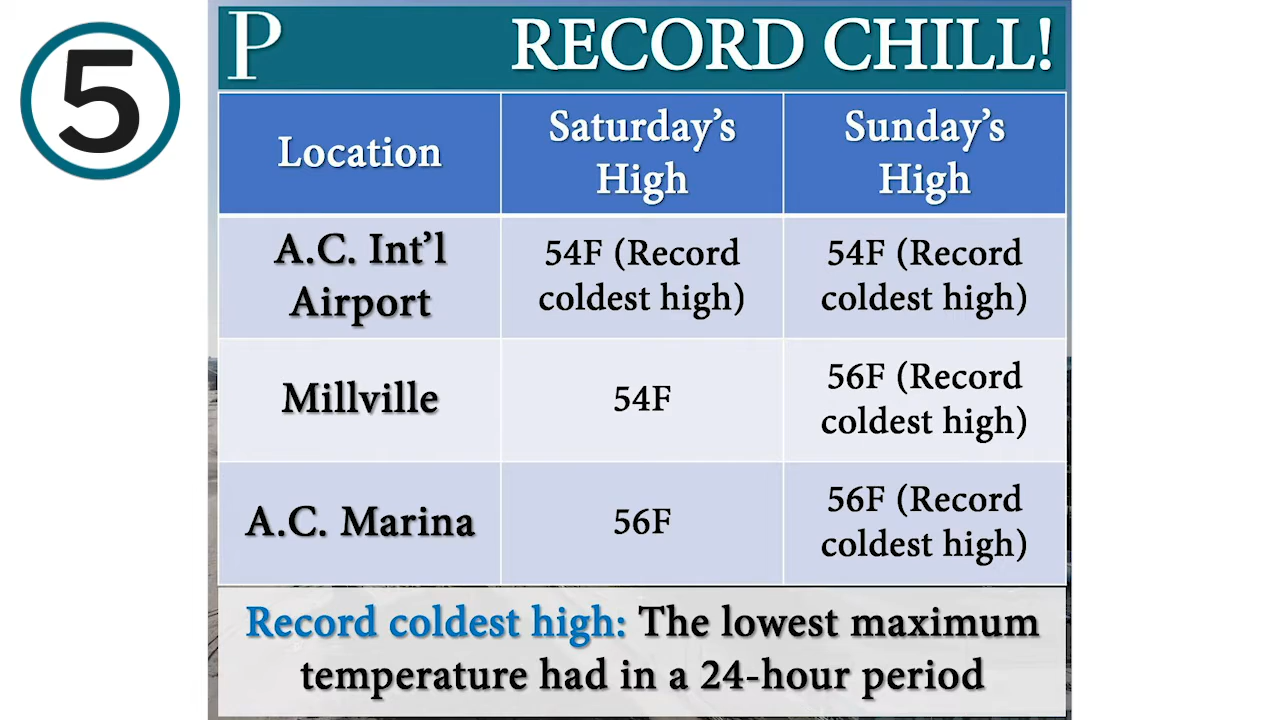 5
P
RECORD CHILL!
Location
Saturday's
High
Sunday's
High
A.C. Int'l
Airport
54F (Record
coldest high)
54F (Record
coldest high)
Millville
54F
56F (Record
coldest high)
A.C. Marina
56F
56F (Record
coldest high)
Record coldest high: The lowest maximum
temperature had in a 24-hour period